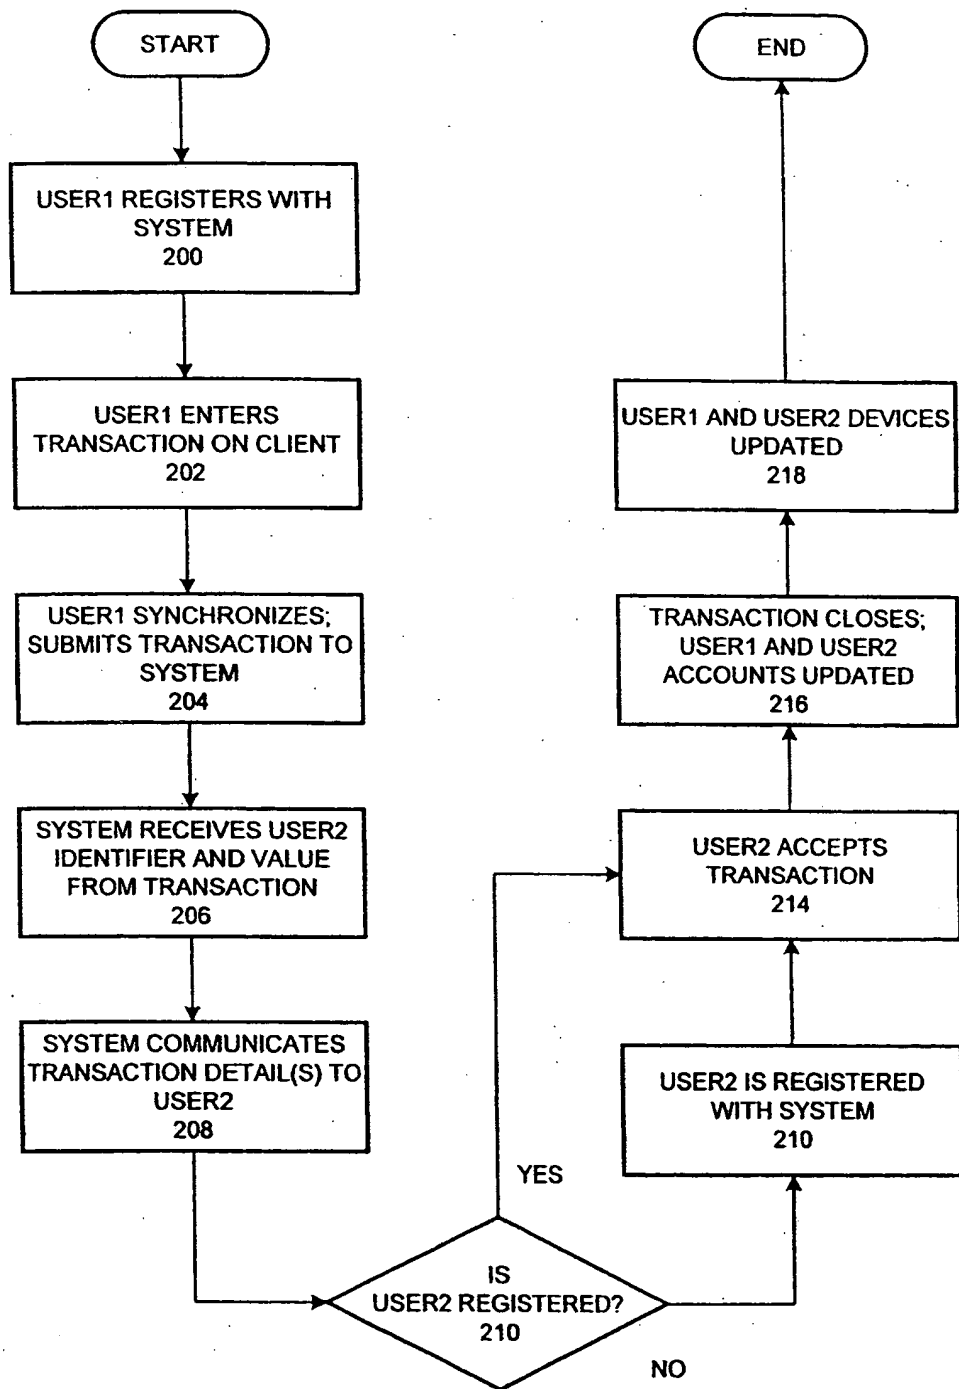 START
USER1 REGISTERS WITH
SYSTEM
200
USER1 ENTERS
TRANSACTION ON CLIENT
202
USER1 SYNCHRONIZES;
SUBMITS TRANSACTION TO
SYSTEM
204
SYSTEM RECEIVES USER2
IDENTIFIER AND VALUE
FROM TRANSACTION
206
SYSTEM COMMUNICATES
TRANSACTION DETAIL(S) TO
USER2
208
IS
USER2 REGISTERED?
210
YES
NO
USER2 IS REGISTERED
WITH SYSTEM
210
USER2 ACCEPTS
TRANSACTION
214
TRANSACTION CLOSES;
USER1 AND USER2
ACCOUNTS UPDATED
216
USER1 AND USER2 DEVICES
UPDATED
218
END